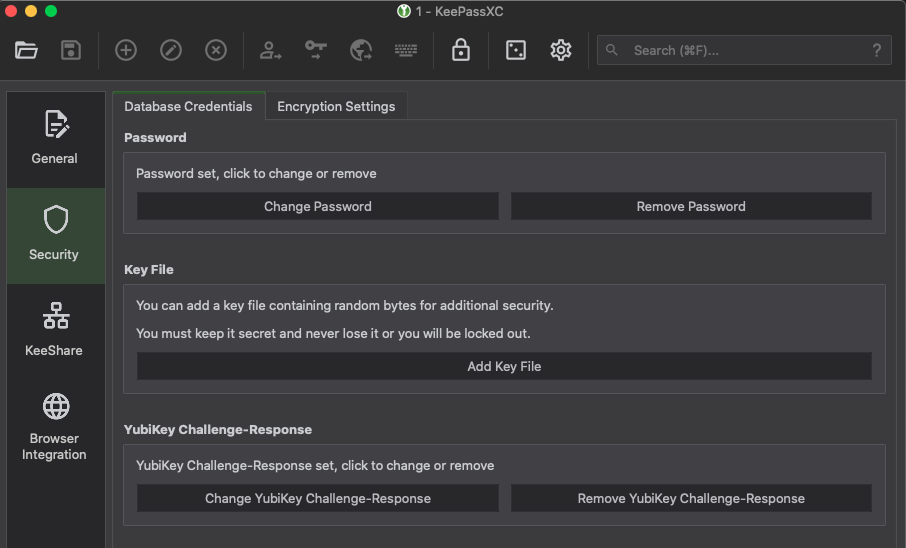 1 - KeePassXC
Search (⌘F)...
?
General
Security
KeeShare
Browser
Integration
Database Credentials
Encryption Settings
Password
Password set, click to change or remove
Change Password
Remove Password
Key File
You can add a key file containing random bytes for additional security.
You must keep it secret and never lose it or you will be locked out.
Add Key File
YubiKey Challenge-Response
YubiKey Challenge-Response set, click to change or remove
Change YubiKey Challenge-Response
Remove YubiKey Challenge-Response